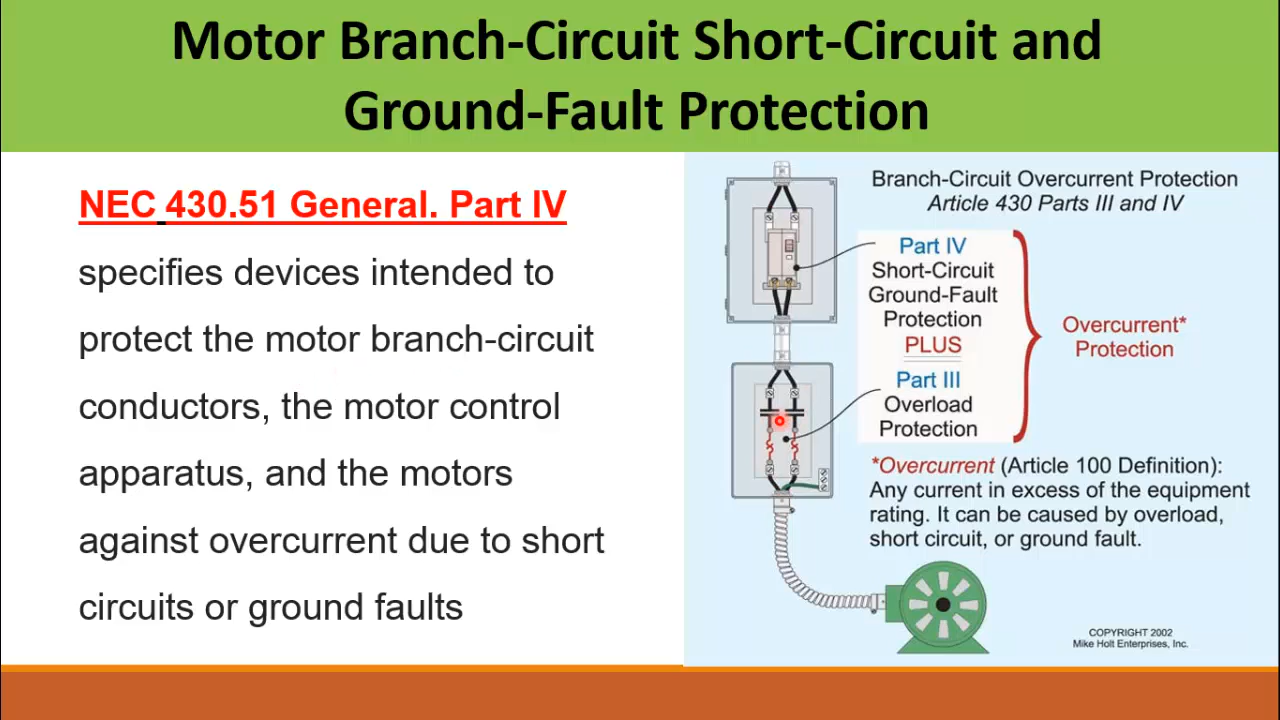 Motor Branch-Circuit Short-Circuit and
Ground-Fault Protection
NEC 430.51 General. Part IV
specifies devices intended to
protect the motor branch-circuit
conductors, the motor control
apparatus, and the motors
against overcurrent due to short
circuits or ground faults
Branch-Circuit Overcurrent Protection
Article 430 Parts III and IV
Part IV
Short-Circuit
Ground-Fault
Protection
PLUS
Part III
Overload
Protection
Overcurrent*
Protection
*Overcurrent (Article 100 Definition):
Any current in excess of the equipment
rating. It can be caused by overload,
short circuit, or ground fault.
COPYRIGHT 2002
Mike Holt Enterprises, Inc.